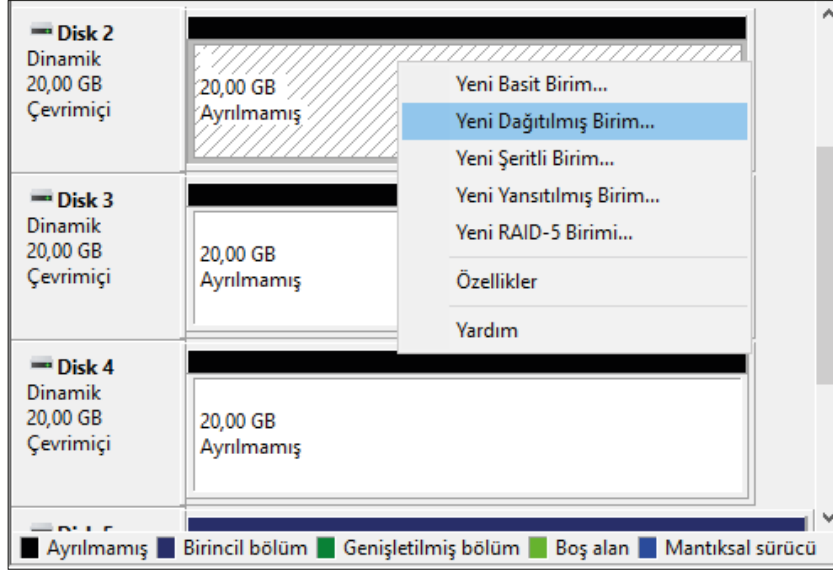 Disk 2
Dinamik
20,00 GB
Çevrimiçi
20,00 GB
Ayrılmamış
Yeni Basit Birim...
Yeni Dağıtılmış Birim...
Yeni Şeritli Birim...
Yeni Yansıtılmış Birim...
Yeni RAID-5 Birimi...
Özellikler
Yardım
Disk 3
Dinamik
20,00 GB
Çevrimiçi
20,00 GB
Ayrılmamış
Disk 4
Dinamik
20,00 GB
Çevrimiçi
20,00 GB
Ayrılmamış
Ayrılmamış Birincil bölüm Genişletilmiş bölüm Boş alan Mantıksal sürücü